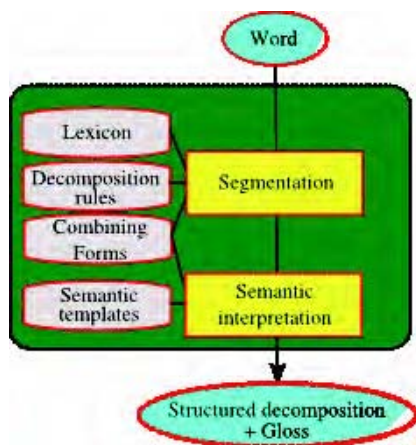 Word
Lexicon
Decomposition
rules
Segmentation
Combining
Forms
Semantic
templates
Semantic
interpretation
Structured decomposition
+ Gloss